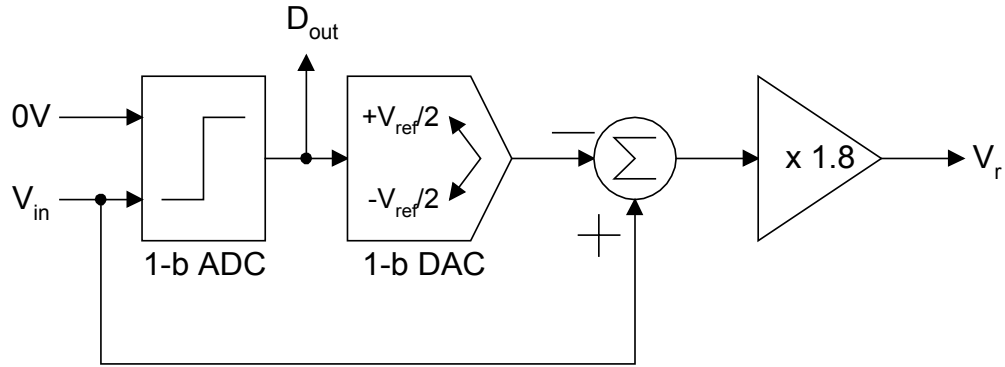 D_out
0V
V_in
+V_ref/2
-V_ref/2
− Σ
+
x 1.8
V_r
1-b ADC
1-b DAC